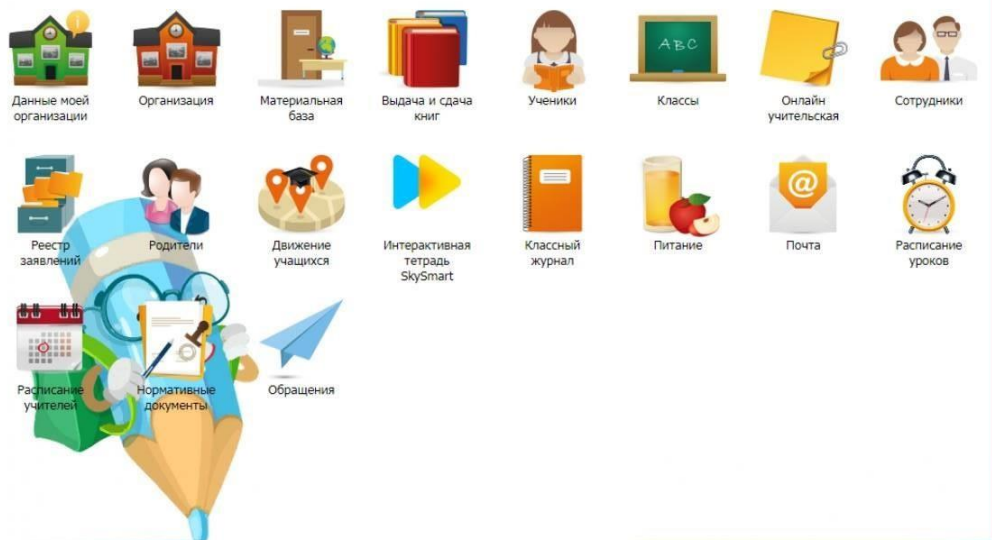 Данные моей
организации
Организация
Материальная
база
Выдача и сдача
книг
Ученики
ABC
Классы
Онлайн
учительская
Сотрудники
Реестр
заявлений
Родители
Движение
учащихся
Интерактивная
тетрадь
SkySmart
Классный
журнал
Питание
@
Почта
Расписание
уроков
Расписание
учителей
Нормативные
документы
Обращения